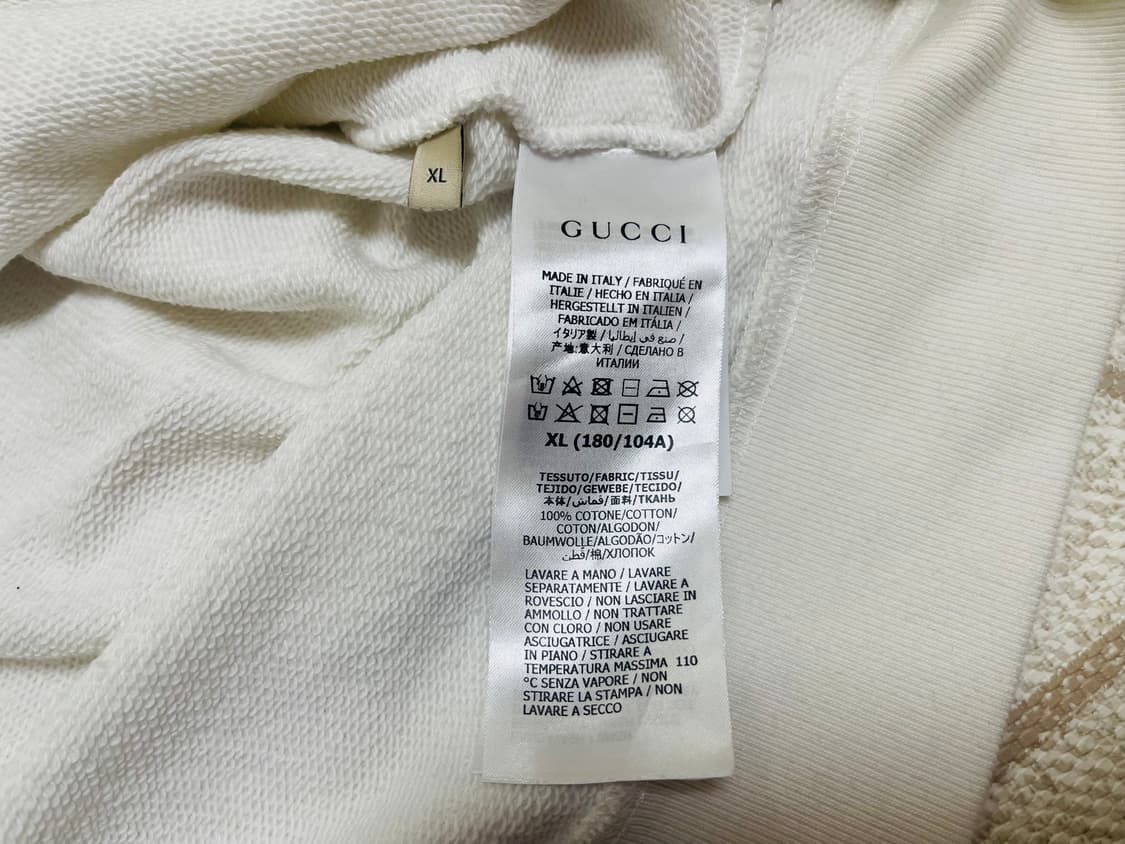 XL
GUCCI
MADE IN ITALY / FABRIQUÉ EN
ITALIE / HECHO EN ITALIA /
HERGESTELLT IN ITALIEN /
FABRICADO EM ITÁLIA /
イタリア製 / صنع في إيطاليا /
产地:意大利 / СДЕЛАНО В
ИТАЛИИ
XL (180/104A)
TESSUTO/FABRIC/TISSU/
TEJIDO/GEWEBE/TECIDO/
本体/قماش/面料/ТКАНЬ
100% COTONE/COTTON/
COTON/ALGODON/
BAUMWOLLE/ALGODÃO/コットン/
قطن/棉/ХЛОПОК
LAVARE A MANO / LAVARE
SEPARATAMENTE / LAVARE A
ROVESCIO / NON LASCIARE IN
AMMOLLO / NON TRATTARE
CON CLORO / NON USARE
ASCIUGATRICE / ASCIUGARE
IN PIANO / STIRARE A
TEMPERATURA MASSIMA 110
°C SENZA VAPORE / NON
STIRARE LA STAMPA / NON
LAVARE A SECCO